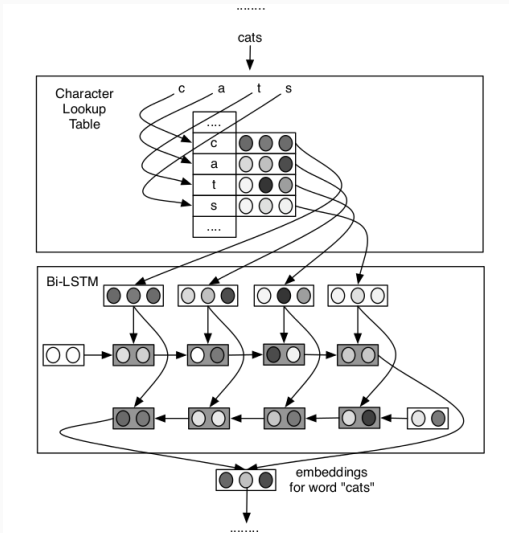 ........
cats
Character
Lookup
Table
c a t s
....
c
a
t
s
....
Bi-LSTM
embeddings
for word "cats"
........